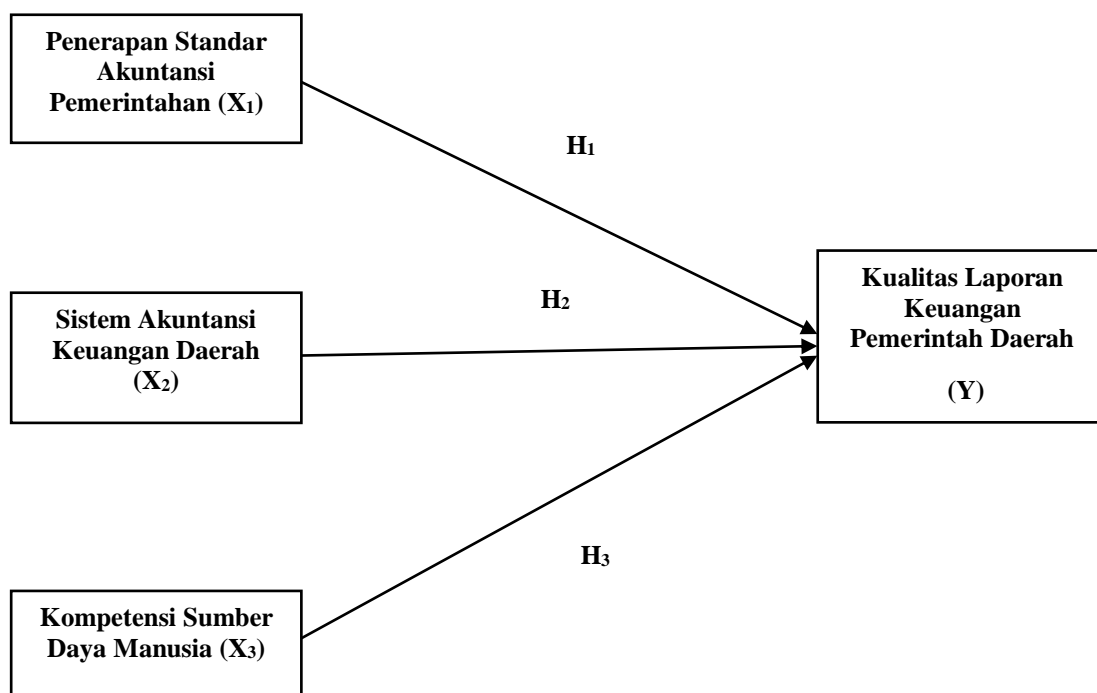 Penerapan Standar
Akuntansi
Pemerintahan (X₁)
H₁
Sistem Akuntansi
Keuangan Daerah
(X₂)
H₂
Kualitas Laporan
Keuangan
Pemerintah Daerah
(Y)
H₃
Kompetensi Sumber
Daya Manusia (X₃)